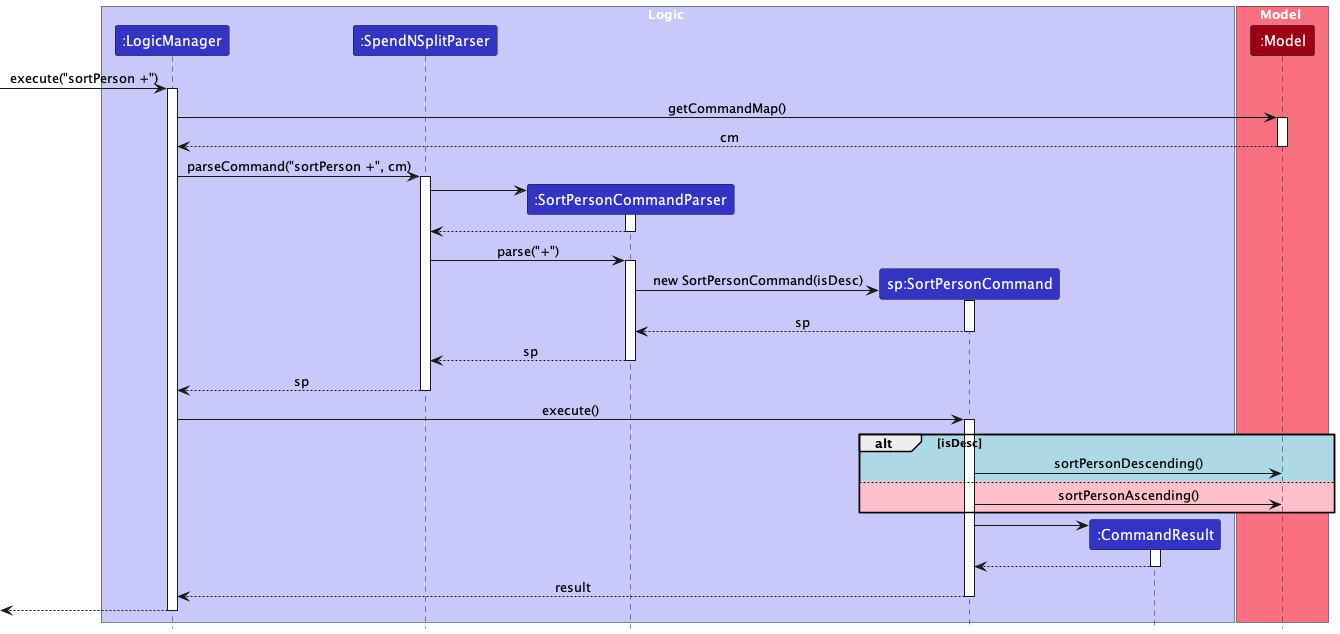 Logic
Model
:LogicManager
:SpendNSplitParser
:Model
execute("sortPerson +")
getCommandMap()
cm
parseCommand("sortPerson +", cm)
:SortPersonCommandParser
parse("+")
new SortPersonCommand(isDesc)
sp:SortPersonCommand
sp
sp
sp
execute()
alt
[isDesc]
sortPersonDescending()
sortPersonAscending()
:CommandResult
result